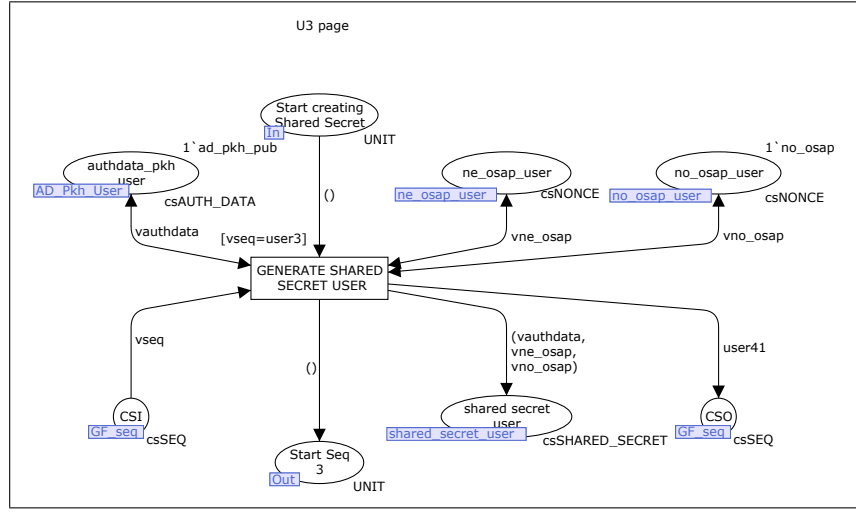 U3 page
Start creating
Shared Secret
In
UNIT
1`ad_pkh_pub
authdata_pkh
user
AD_Pkh_User
csAUTH_DATA
ne_osap_user
ne_osap_user
csNONCE
1`no_osap
no_osap_user
no_osap_user
csNONCE
()
vauthdata
[vseq=user3]
vne_osap
vno_osap
GENERATE SHARED
SECRET USER
vseq
()
(vauthdata,
vne_osap,
vno_osap)
user41
CSI
GF_seq
csSEQ
Start Seq
3
Out
UNIT
shared secret
user
shared_secret_user
csSHARED_SECRET
CSO
GF_seq
csSEQ